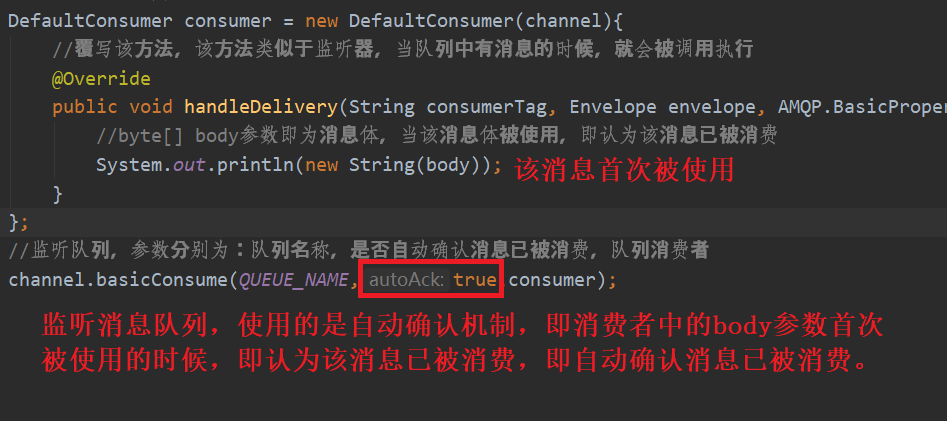 DefaultConsumer consumer = new DefaultConsumer(channel){
//覆写该方法，该方法类似于监听器，当队列中有消息的时候，就会被调用执行
@Override
public void handleDelivery(String consumerTag, Envelope envelope, AMQP.BasicProper
//byte[] body参数即为消息体，当该消息体被使用，即认为该消息已被消费
System.out.println(new String(body)); 该消息首次被使用
}
};
//监听队列，参数分别为：队列名称，是否自动确认消息已被消费，队列消费者
channel.basicConsume(QUEUE_NAME, autoAck: true consumer);
监听消息队列，使用的是自动确认机制，即消费者中的body参数首次
被使用的时候，即认为该消息已被消费，即自动确认消息已被消费。